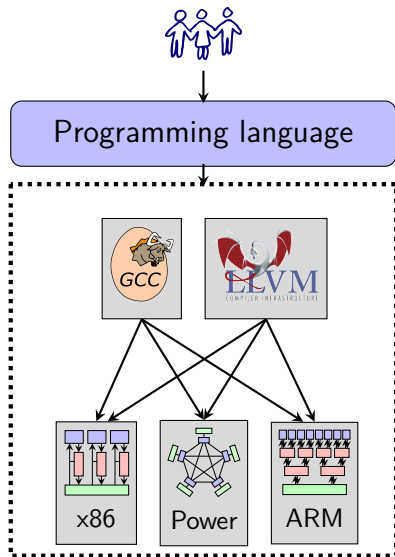 Programming language
GCC
LLVM
COMPILER INFRASTRUCTURE
x86
Power
ARM